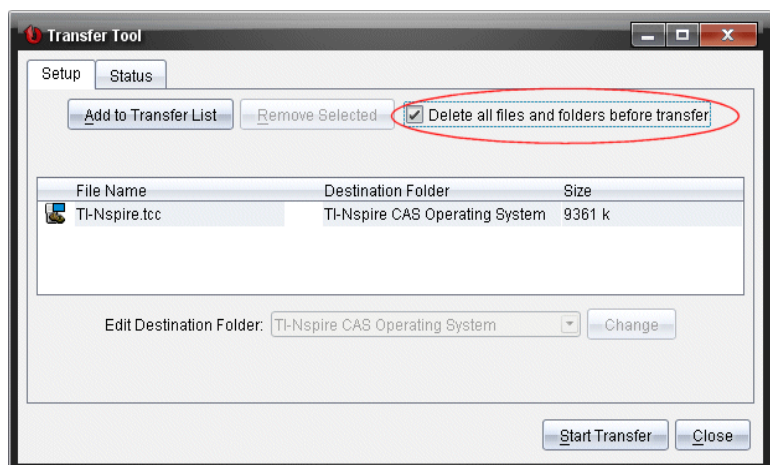 Transfer Tool
Setup Status
Add to Transfer List Remove Selected Delete all files and folders before transfer
File Name Destination Folder Size
TI-Nspire.tcc TI-Nspire CAS Operating System 9361 k
Edit Destination Folder: TI-Nspire CAS Operating System Change
Start Transfer Close